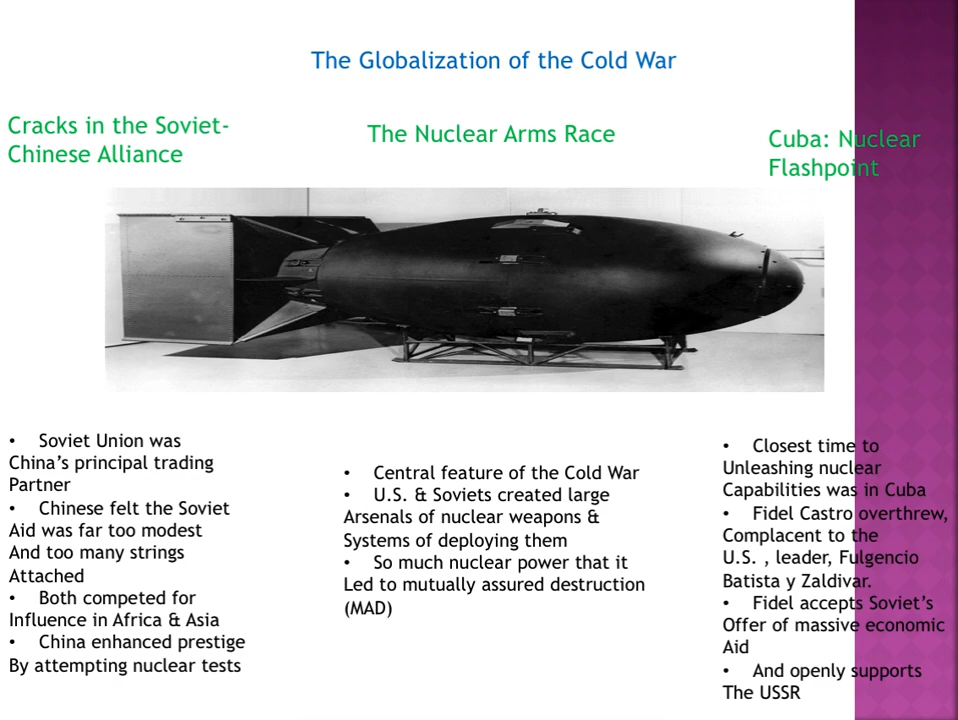 The Globalization of the Cold War
Cracks in the Soviet-
Chinese Alliance
The Nuclear Arms Race
Cuba: Nuclear
Flashpoint
• Soviet Union was
China’s principal trading
Partner
• Chinese felt the Soviet
Aid was far too modest
And too many strings
Attached
• Both competed for
Influence in Africa & Asia
• China enhanced prestige
By attempting nuclear tests
• Central feature of the Cold War
• U.S. & Soviets created large
Arsenals of nuclear weapons &
Systems of deploying them
• So much nuclear power that it
Led to mutually assured destruction
(MAD)
• Closest time to
Unleashing nuclear
Capabilities was in Cuba
• Fidel Castro overthrew,
Complacent to the
U.S. , leader, Fulgencio
Batista y Zaldivar.
• Fidel accepts Soviet’s
Offer of massive economic
Aid
• And openly supports
The USSR